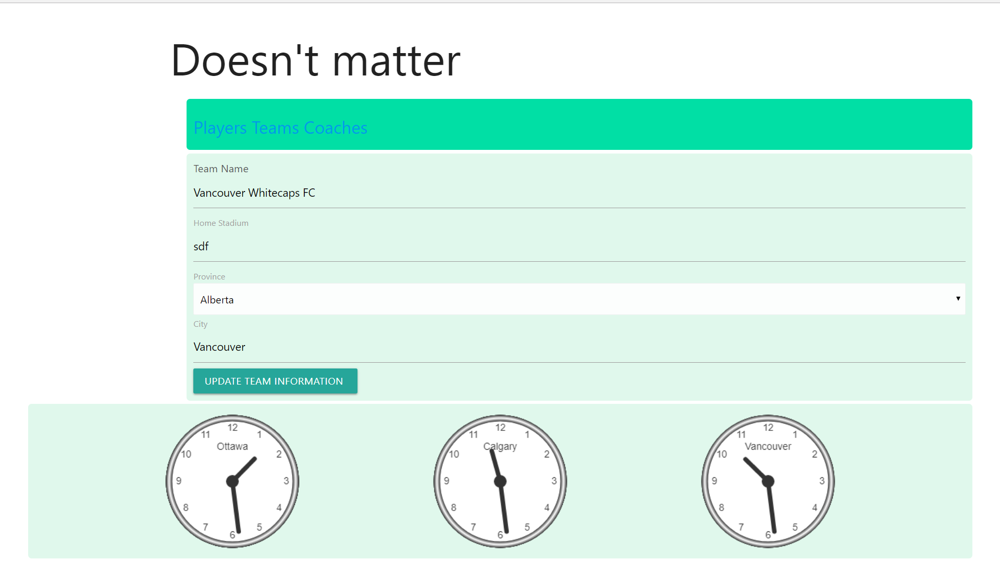 Doesn't matter
Players Teams Coaches
Team Name
Vancouver Whitecaps FC
Home Stadium
sdf
Province
Alberta
City
Vancouver
UPDATE TEAM INFORMATION
12
11 1
Ottawa
10 2
9 3
8 4
7 5
6
12
11 1
Calgary
10 2
9 3
8 4
7 5
6
12
11 1
Vancouver
10 2
9 3
8 4
7 5
6